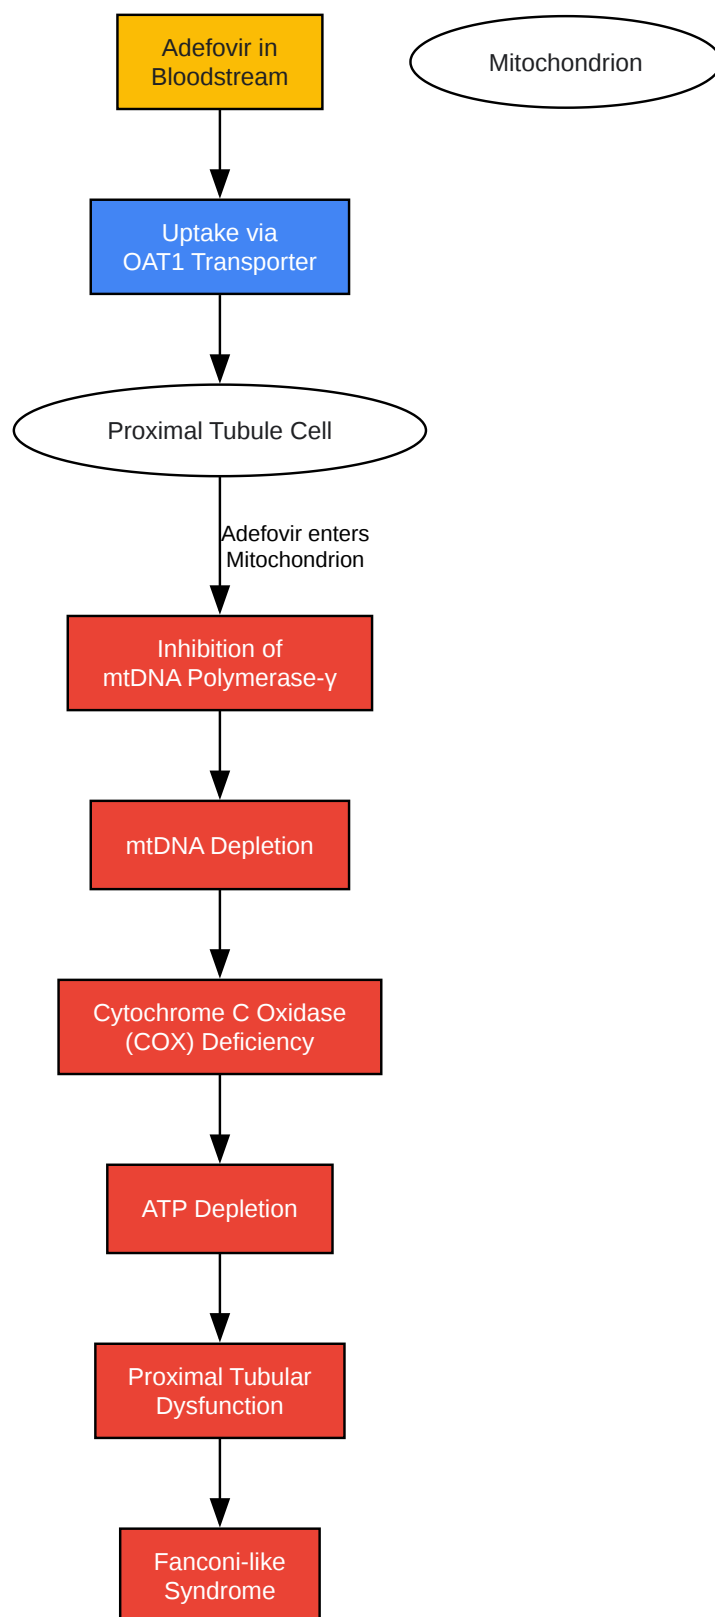 Adefovir in
Bloodstream
Mitochondrion
Uptake via
OAT1 Transporter
Proximal Tubule Cell
Adefovir enters
Mitochondrion
Inhibition of
mtDNA Polymerase-γ
mtDNA Depletion
Cytochrome C Oxidase
(COX) Deficiency
ATP Depletion
Proximal Tubular
Dysfunction
Fanconi-like
Syndrome